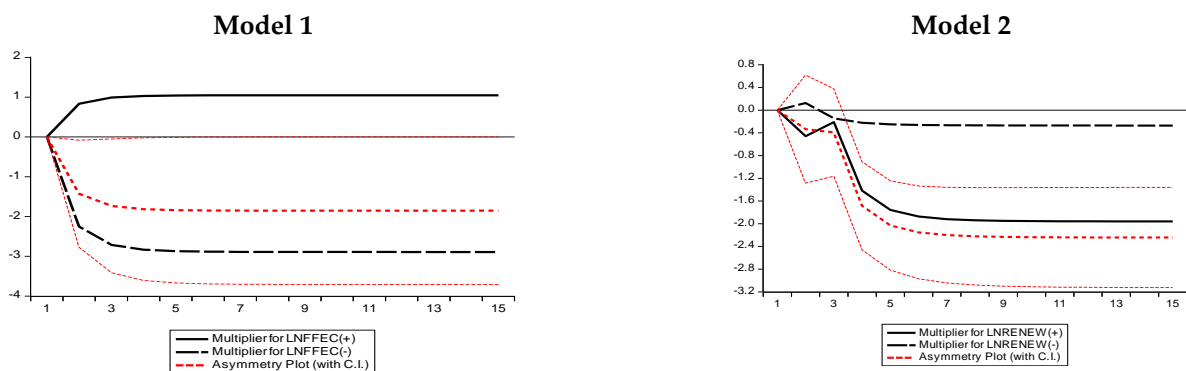 Model 1
2
1
0
-1
-2
-3
-4
1 3 5 7 9 11 13 15
Multiplier for LNFFEC(+)
Multiplier for LNFFEC(-)
Asymmetry Plot (with C.I.)
Model 2
0.8
0.4
0.0
-0.4
-0.8
-1.2
-1.6
-2.0
-2.4
-2.8
-3.2
1 3 5 7 9 11 13 15
Multiplier for LNRENEW(+)
Multiplier for LNRENEW(-)
Asymmetry Plot (with C.I.)